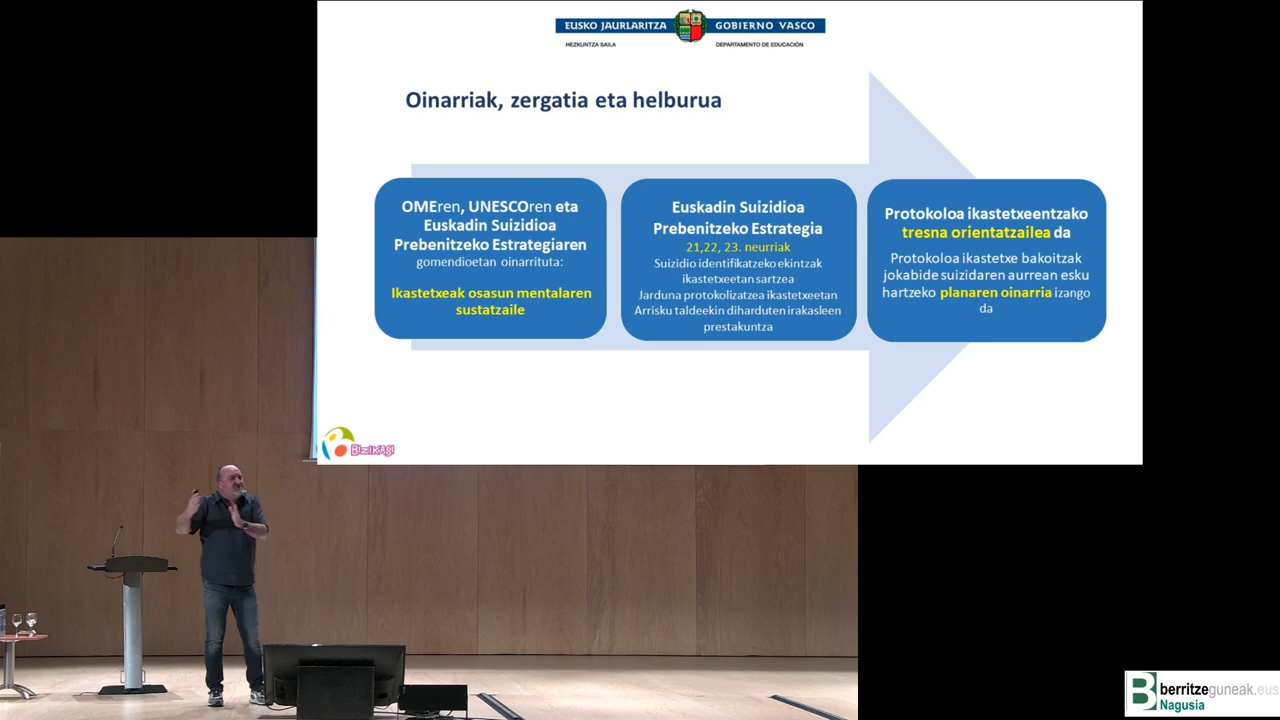 EUSKO JAURLARITZA
GOBIERNO VASCO
HEZKUNTZA SAILA
DEPARTAMENTO DE EDUCACIÓN
Oinarriak, zergatia eta helburua
OMEren, UNESCOren eta
Euskadin Suizidioa
Prebenitzeko Estrategiaren
gomendioetan oinarrituta:
Ikastetxeak osasun mentalaren
sustatzaile
Euskadin Suizidioa
Prebenitzeko Estrategia
21,22, 23. neurriak
Suizidio identifikatzeko ekintzak
ikastetxeetan sartzea
Jarduna protokolizatzea ikastetxeetan
Arrisku taldeekin diharduten irakasleen
prestakuntza
Protokoloa ikastetxeentzako
tresna orientatzailea da
Protokoloa ikastetxe bakoitzak
jokabide suizidaren aurrean esku
hartzeko planaren oinarria izango
da
BIZIKASI
B berritzeguneak.eus
Nagusia